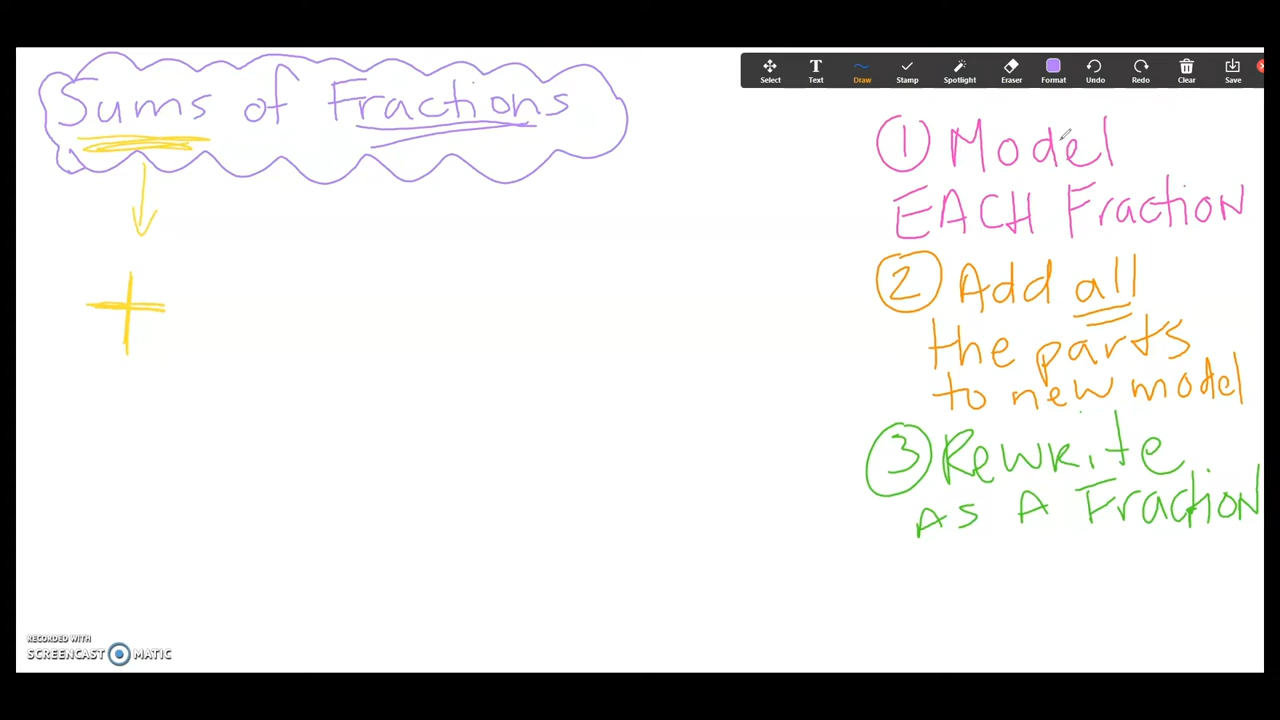 Sums of Fractions
+
Select Text Draw Stamp Spotlight Eraser Format Undo Redo Clear Save
1 Model
EACH Fraction
2 Add all
the parts
to new model
3 Rewrite
As A Fraction
RECORDED WITH
SCREENCAST MATIC